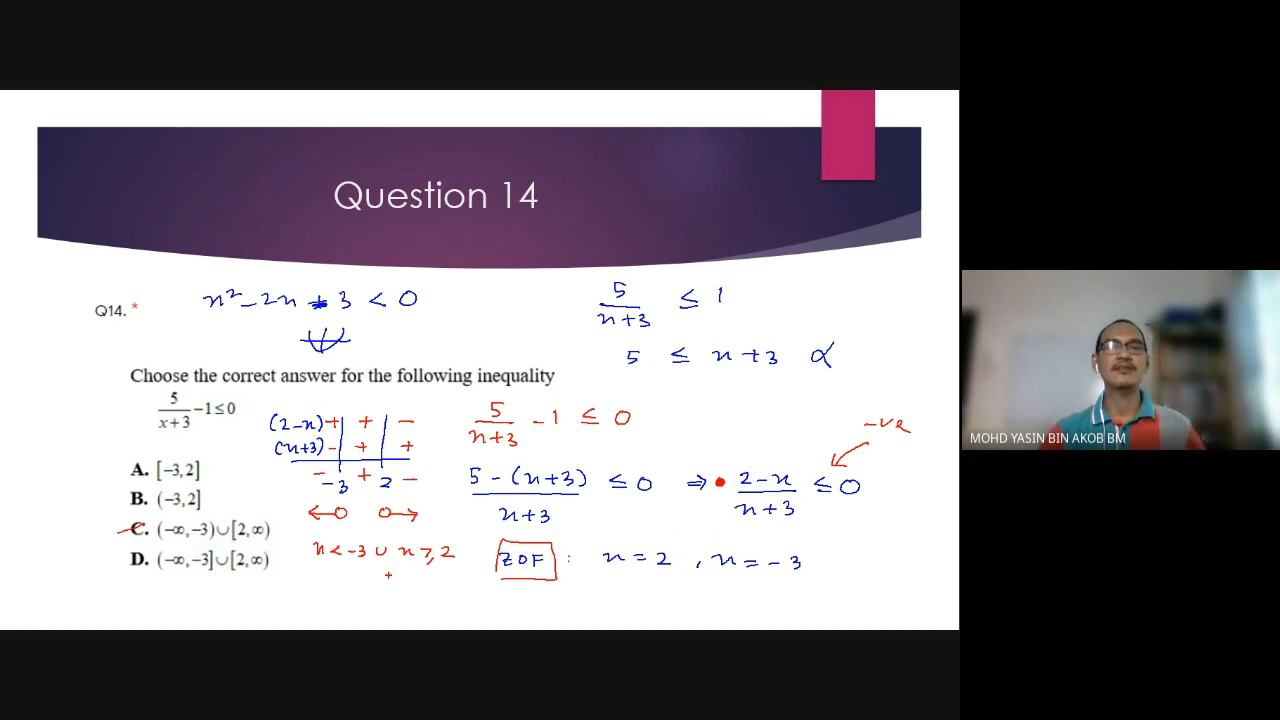 Question 14
Q14. *
n² - 2n - 3 < 0
5/(n+3) ≤ 1
5 ≤ n + 3 α
Choose the correct answer for the following inequality
5/(x+3) −1 ≤ 0
A. [−3,2]
B. (−3,2]
C. (−∞,−3)∪[2,∞)
D. (−∞,−3]∪[2,∞)
(2-n) + + -
(n+3) - + +
- + -
-3 2
n < -3 ∪ n ≥ 2
+
5/(n+3) - 1 ≤ 0
-ve
(5 - (n+3))/(n+3) ≤ 0 ⇒ (2-n)/(n+3) ≤ 0
ZOF : n = 2 , n = -3
MOHD YASIN BIN AKOB BM